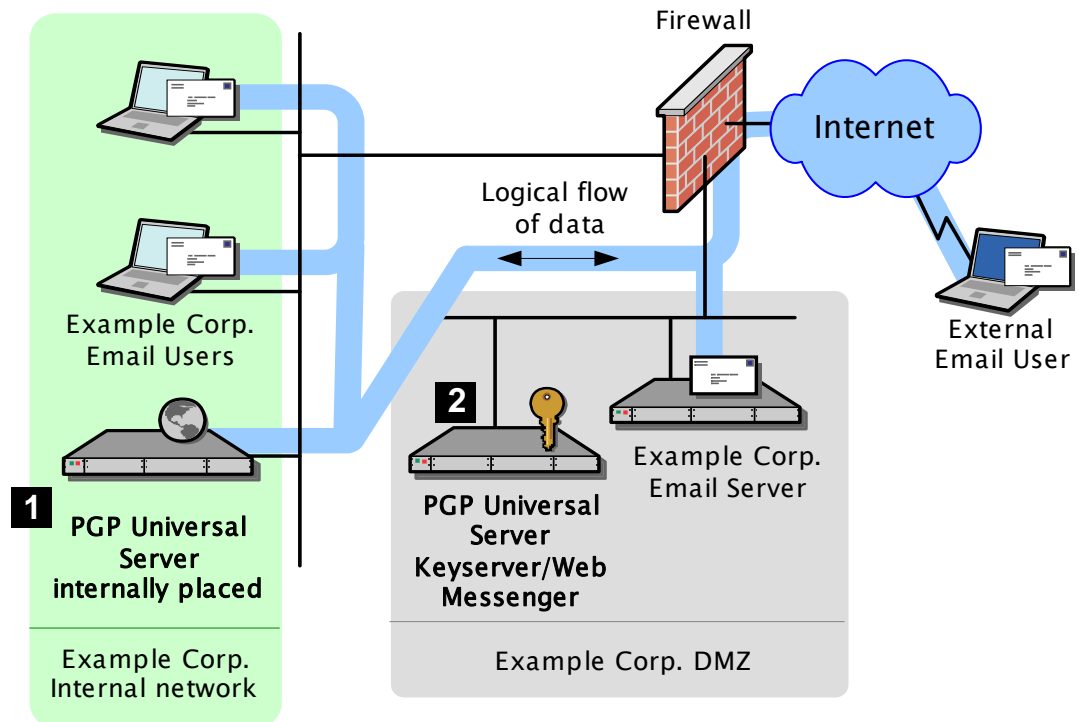 Firewall
Internet
Logical flow
of data
Example Corp.
Email Users
External
Email User
2
Example Corp.
Email Server
1
PGP Universal
Server
internally placed
PGP Universal
Server
Keyserver/Web
Messenger
Example Corp.
Internal network
Example Corp. DMZ